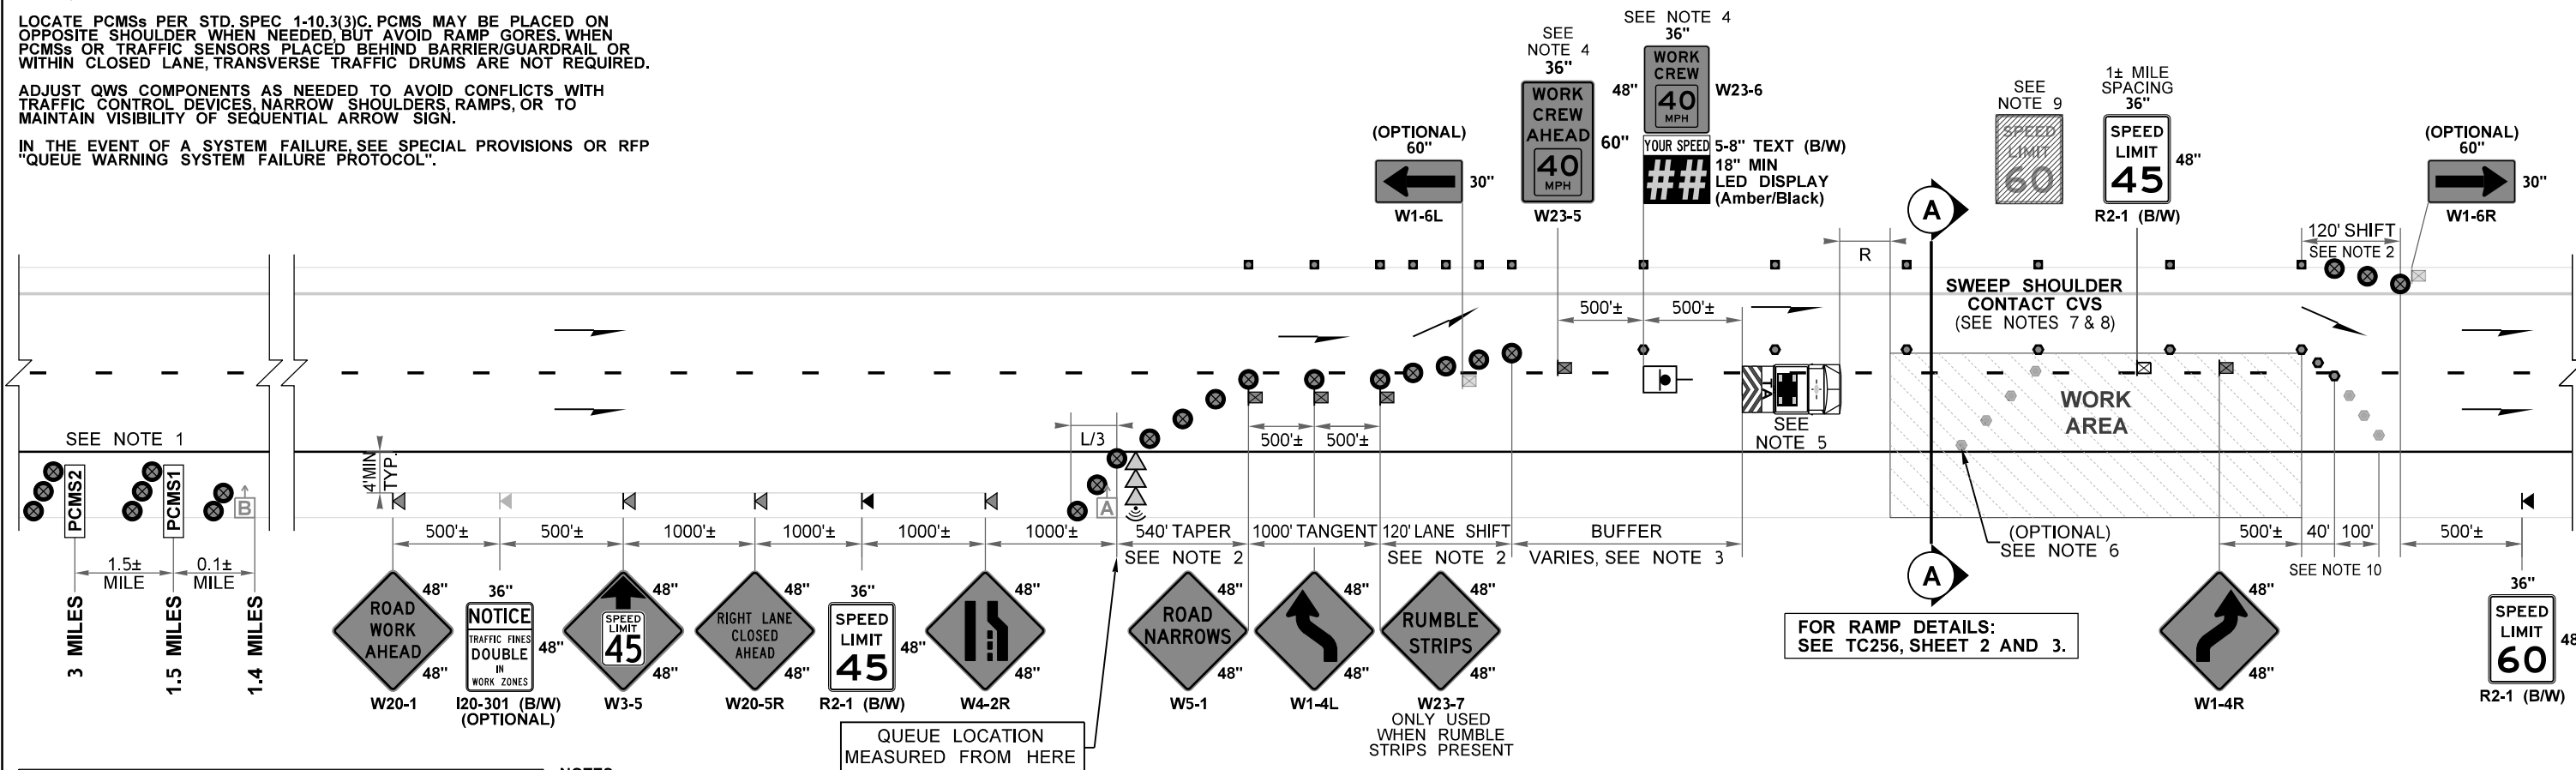 LOCATE PCMSs PER STD. SPEC 1-10.3(3)C. PCMS MAY BE PLACED ON
OPPOSITE SHOULDER WHEN NEEDED, BUT AVOID RAMP GORES. WHEN
PCMSs OR TRAFFIC SENSORS PLACED BEHIND BARRIER/GUARDRAIL OR
WITHIN CLOSED LANE, TRANSVERSE TRAFFIC DRUMS ARE NOT REQUIRED.
ADJUST QWS COMPONENTS AS NEEDED TO AVOID CONFLICTS WITH
TRAFFIC CONTROL DEVICES, NARROW SHOULDERS, RAMPS, OR TO
MAINTAIN VISIBILITY OF SEQUENTIAL ARROW SIGN.
IN THE EVENT OF A SYSTEM FAILURE, SEE SPECIAL PROVISIONS OR RFP
"QUEUE WARNING SYSTEM FAILURE PROTOCOL".
(OPTIONAL)
60"
30"
W1-6L
SEE
NOTE 4
36"
WORK
CREW
AHEAD
40
MPH
60"
W23-5
SEE NOTE 4
36"
WORK
CREW
40
MPH
48"
W23-6
YOUR SPEED
##
5-8" TEXT (B/W)
18" MIN
LED DISPLAY
(Amber/Black)
A
SEE
NOTE 9
SPEED
LIMIT
60
1± MILE
SPACING
36"
SPEED
LIMIT
45
48"
R2-1 (B/W)
(OPTIONAL)
60"
30"
W1-6R
120' SHIFT
SEE NOTE 2
R
500'±
500'±
SWEEP SHOULDER
CONTACT CVS
(SEE NOTES 7 & 8)
WORK
AREA
SEE
NOTE 5
SEE NOTE 1
PCMS2
PCMS1
B
4'MIN
TYP.
L/3
A
500'±
500'±
500'±
500'±
1000'±
1000'±
1000'±
1000'±
540' TAPER
SEE NOTE 2
1000' TANGENT
120' LANE SHIFT
SEE NOTE 2
BUFFER
VARIES, SEE NOTE 3
(OPTIONAL)
SEE NOTE 6
500'±
40'
100'
SEE NOTE 10
500'±
1.5±
MILE
0.1±
MILE
3 MILES
1.5 MILES
1.4 MILES
ROAD
WORK
AHEAD
48"
48"
W20-1
36"
NOTICE
TRAFFIC FINES
DOUBLE
IN
WORK ZONES
48"
I20-301 (B/W)
(OPTIONAL)
SPEED
LIMIT
45
48"
48"
W3-5
RIGHT LANE
CLOSED
AHEAD
48"
48"
W20-5R
36"
SPEED
LIMIT
45
48"
R2-1 (B/W)
48"
48"
W4-2R
QUEUE LOCATION
MEASURED FROM HERE
ROAD
NARROWS
48"
48"
W5-1
48"
48"
W1-4L
RUMBLE
STRIPS
48"
48"
W23-7
ONLY USED
WHEN RUMBLE
STRIPS PRESENT
A
FOR RAMP DETAILS:
SEE TC256, SHEET 2 AND 3.
48"
48"
W1-4R
36"
SPEED
LIMIT
60
R2-1 (B/W)